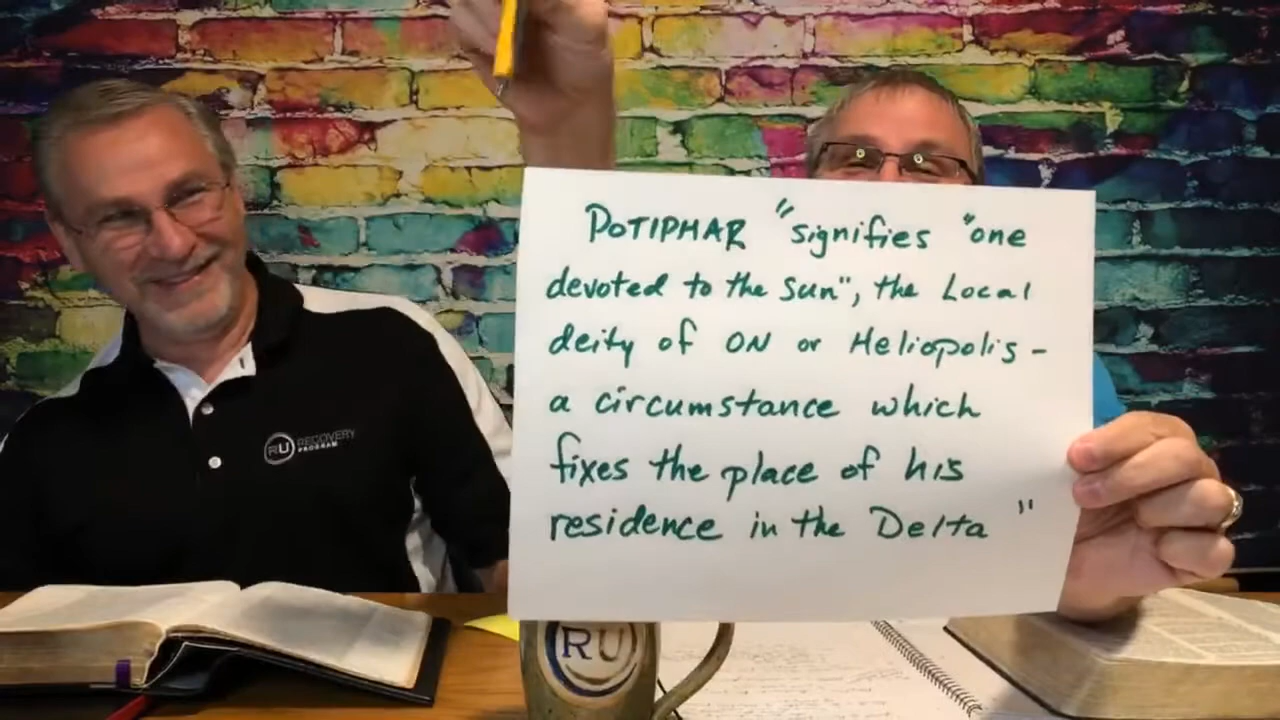 POTIPHAR "signifies "one
devoted to the sun", the Local
deity of ON or Heliopolis -
a circumstance which
fixes the place of his
residence in the Delta "
RU RECOVERY
PROGRAM
RU